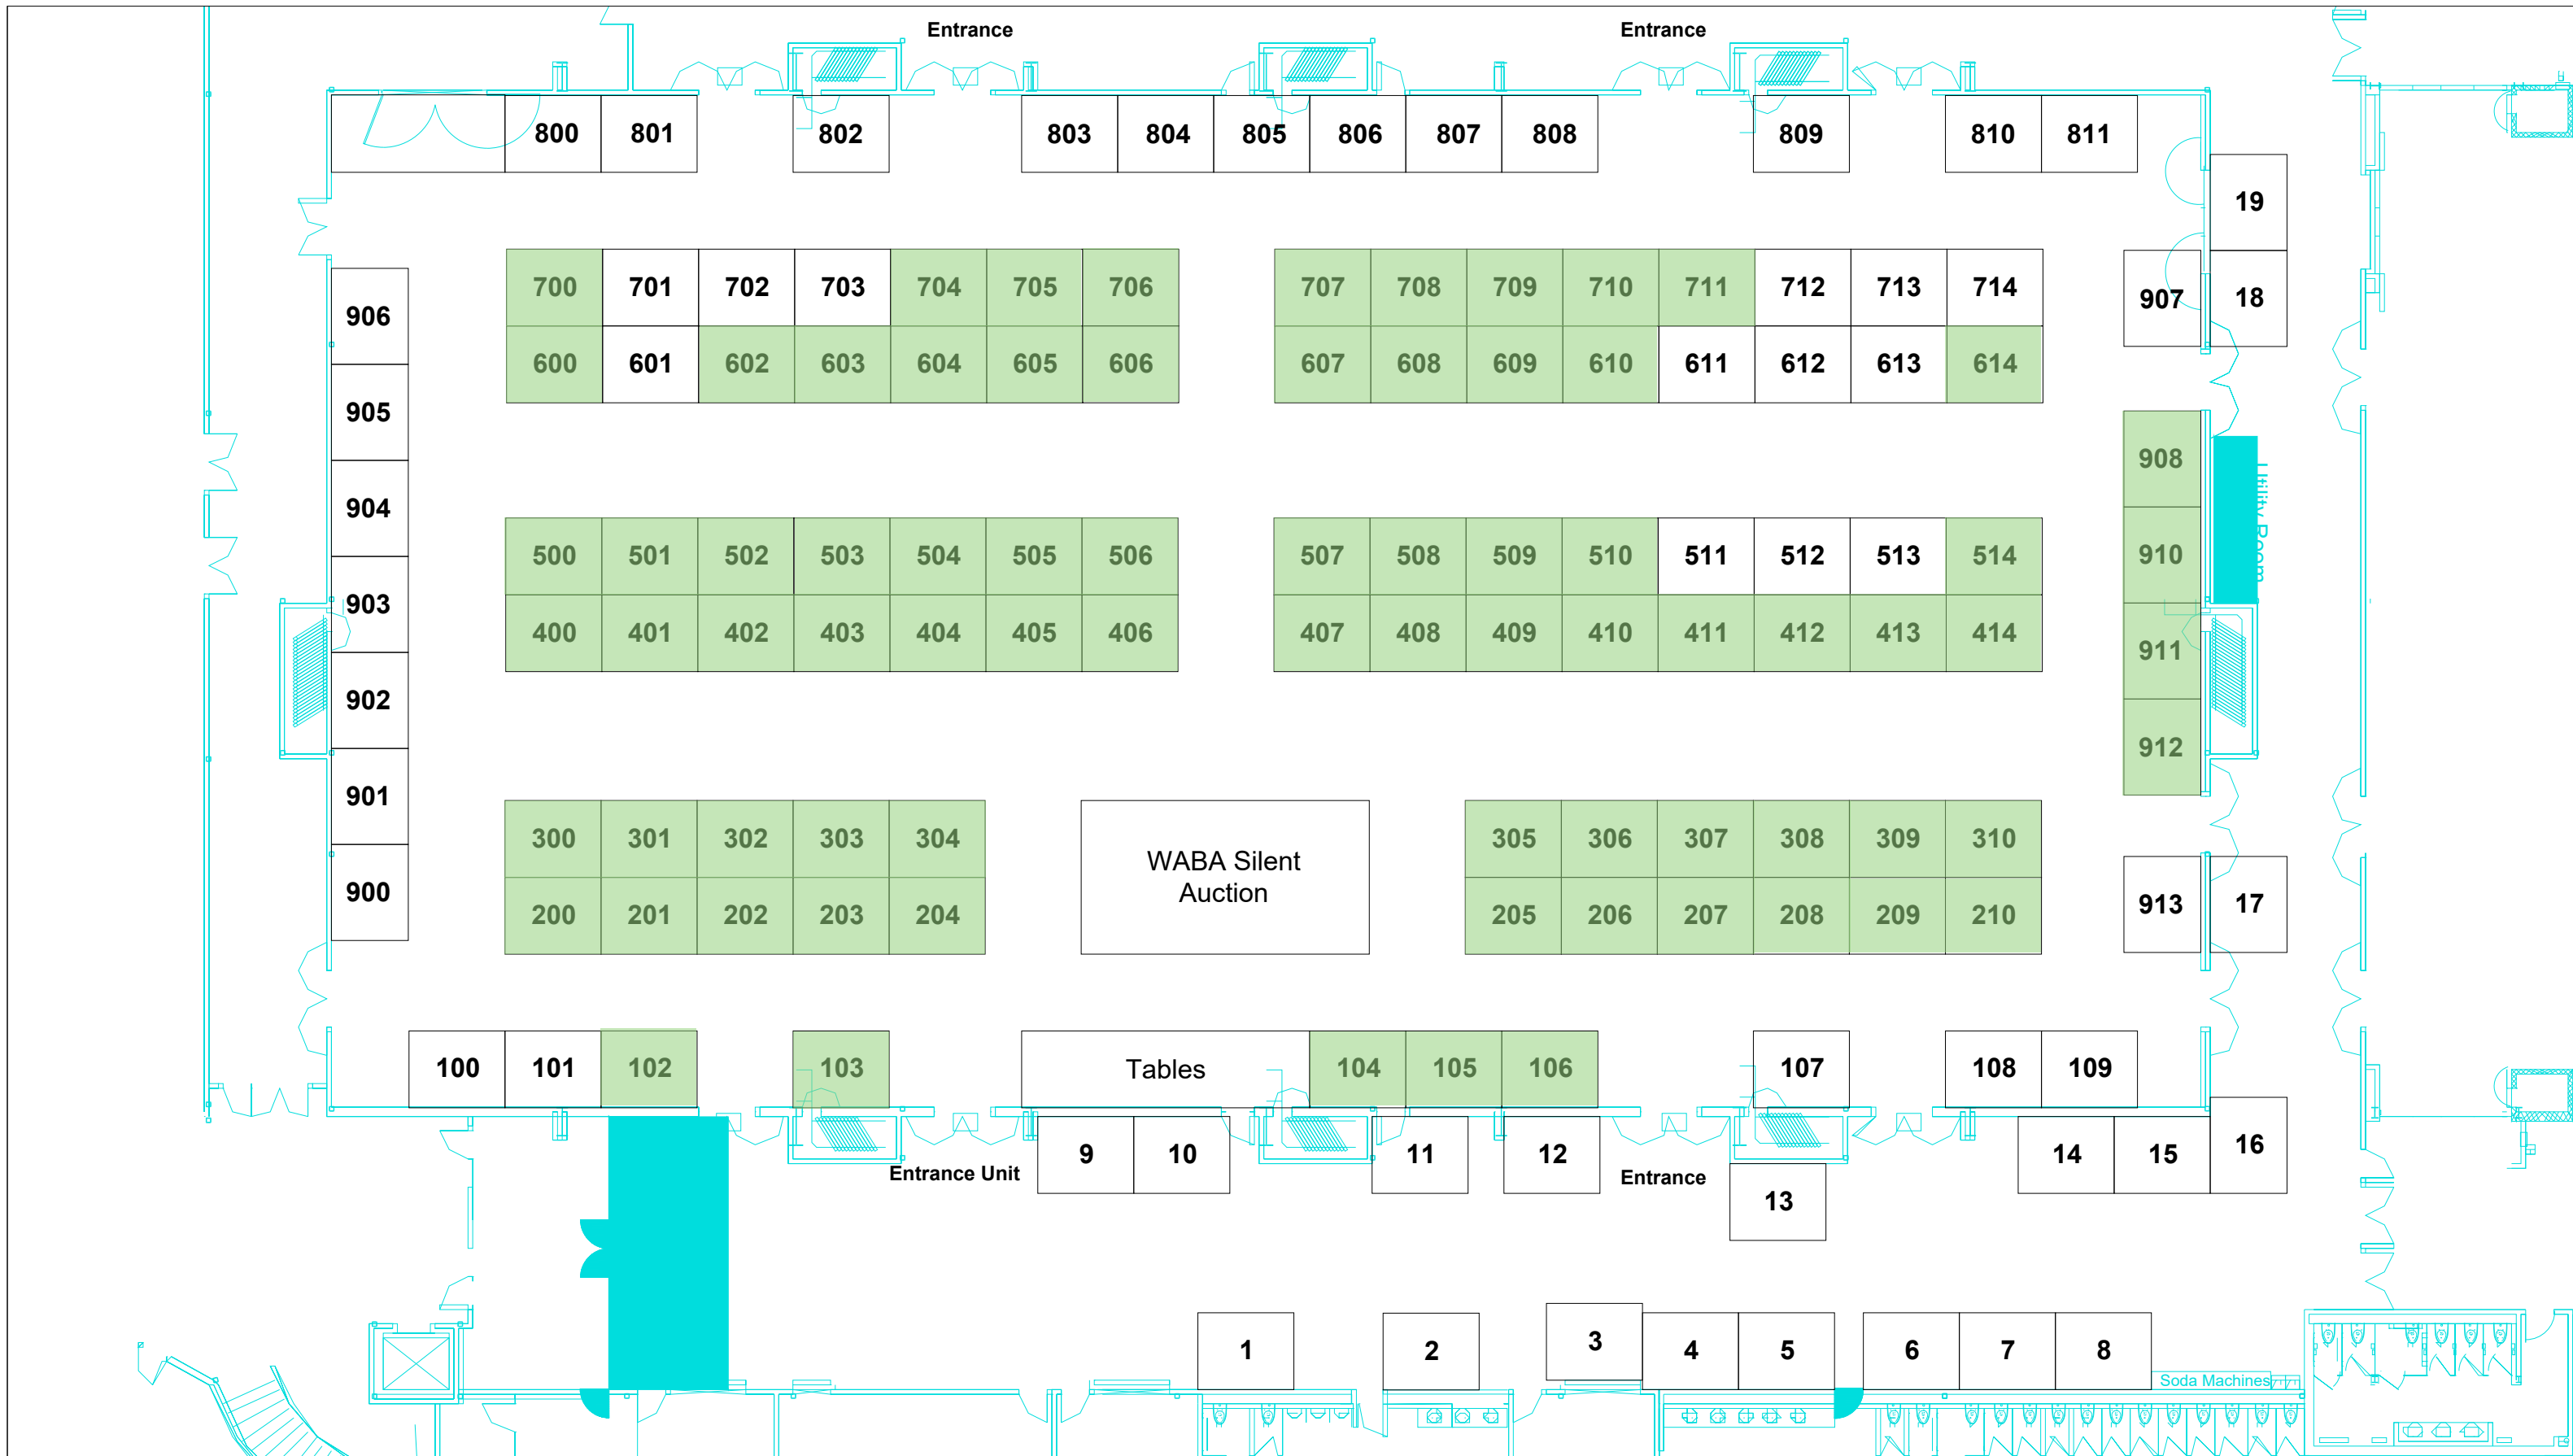 Entrance Entrance
800 801 802 803 804 805 806 807 808 809 810 811
19
700 701 702 703 704 705 706 707 708 709 710 711 712 713 714
907 18
906
600 601 602 603 604 605 606 607 608 609 610 611 612 613 614
905
908
904
Utility Room
500 501 502 503 504 505 506 507 508 509 510 511 512 513 514
910
903
400 401 402 403 404 405 406 407 408 409 410 411 412 413 414
911
902
912
901
300 301 302 303 304 305 306 307 308 309 310
WABA Silent
Auction
900
200 201 202 203 204 205 206 207 208 209 210
913 17
100 101 102 103 Tables 104 105 106 107 108 109
9 10 11 12 14 15 16
Entrance Unit Entrance
13
1 2 3 4 5 6 7 8
Soda Machines